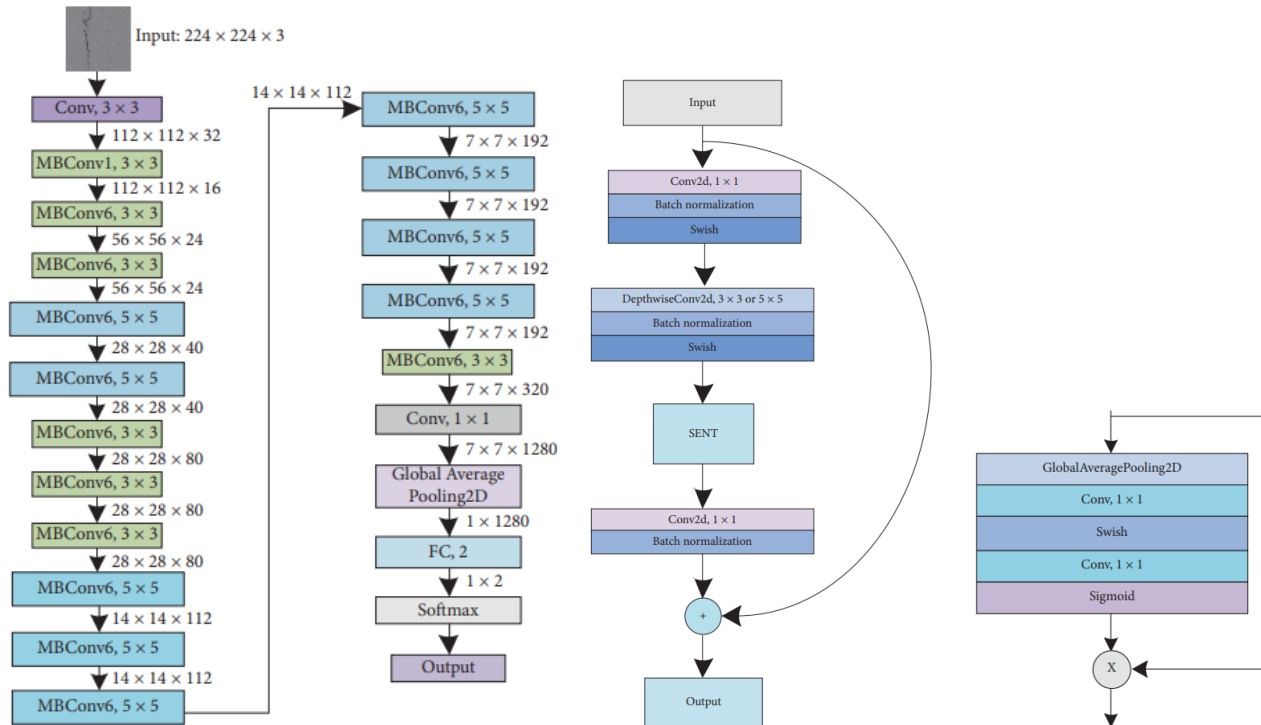 Input: 224 × 224 × 3
Conv, 3 × 3
112 × 112 × 32
MBConv1, 3 × 3
112 × 112 × 16
MBConv6, 3 × 3
56 × 56 × 24
MBConv6, 3 × 3
56 × 56 × 24
MBConv6, 5 × 5
28 × 28 × 40
MBConv6, 5 × 5
28 × 28 × 40
MBConv6, 3 × 3
28 × 28 × 80
MBConv6, 3 × 3
28 × 28 × 80
MBConv6, 3 × 3
28 × 28 × 80
MBConv6, 5 × 5
14 × 14 × 112
MBConv6, 5 × 5
14 × 14 × 112
MBConv6, 5 × 5
14 × 14 × 112
MBConv6, 5 × 5
7 × 7 × 192
MBConv6, 5 × 5
7 × 7 × 192
MBConv6, 5 × 5
7 × 7 × 192
MBConv6, 5 × 5
7 × 7 × 192
MBConv6, 3 × 3
7 × 7 × 320
Conv, 1 × 1
7 × 7 × 1280
Global Average
Pooling2D
1 × 1280
FC, 2
1 × 2
Softmax
Output
Input
Conv2d, 1 × 1
Batch normalization
Swish
DepthwiseConv2d, 3 × 3 or 5 × 5
Batch normalization
Swish
SENT
Conv2d, 1 × 1
Batch normalization
+
Output
GlobalAveragePooling2D
Conv, 1 × 1
Swish
Conv, 1 × 1
Sigmoid
X